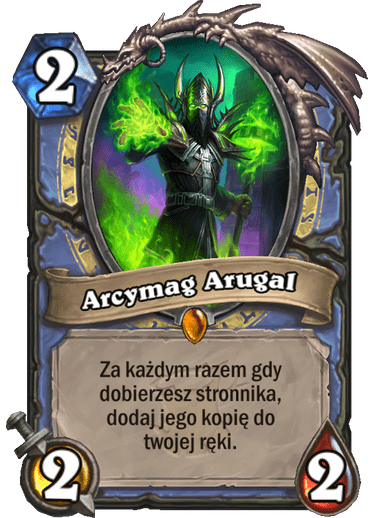 2
Arcymag Arugal
Za każdym razem gdy
dobierzesz stronnika,
dodaj jego kopię do
twojej ręki.
2
2